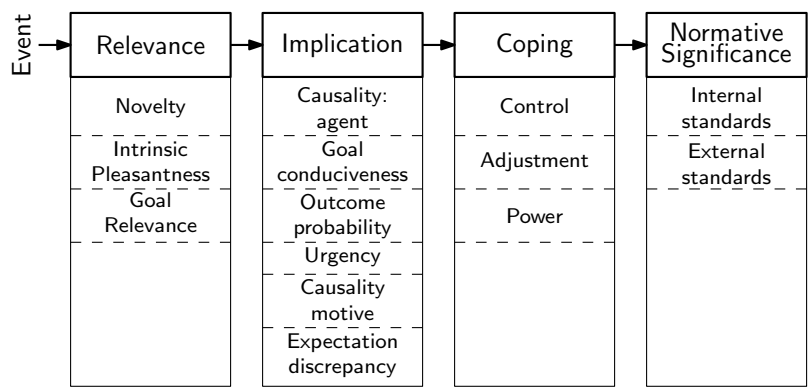 Event
Relevance
Novelty
Intrinsic
Pleasantness
Goal
Relevance
Implication
Causality:
agent
Goal
conduciveness
Outcome
probability
Urgency
Causality
motive
Expectation
discrepancy
Coping
Control
Adjustment
Power
Normative
Significance
Internal
standards
External
standards